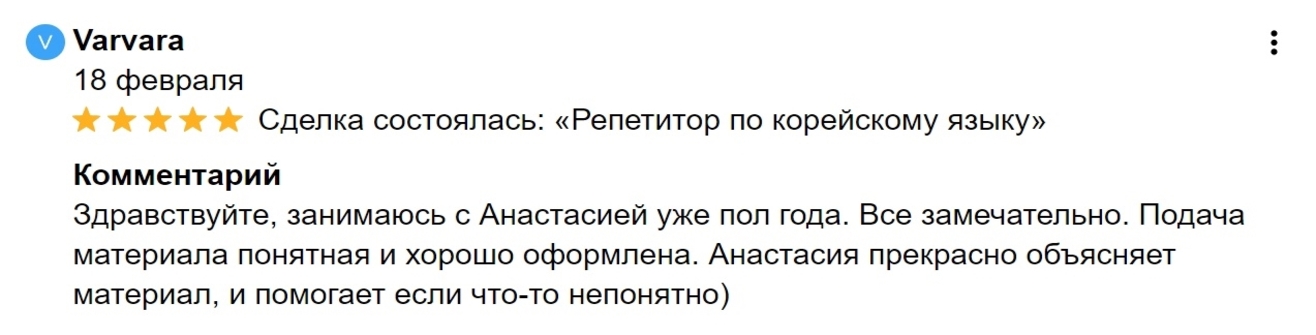 V Varvara
18 февраля
Сделка состоялась: «Репетитор по корейскому языку»
Комментарий
Здравствуйте, занимаюсь с Анастасией уже пол года. Все замечательно. Подача
материала понятная и хорошо оформлена. Анастасия прекрасно объясняет
материал, и помогает если что-то непонятно)